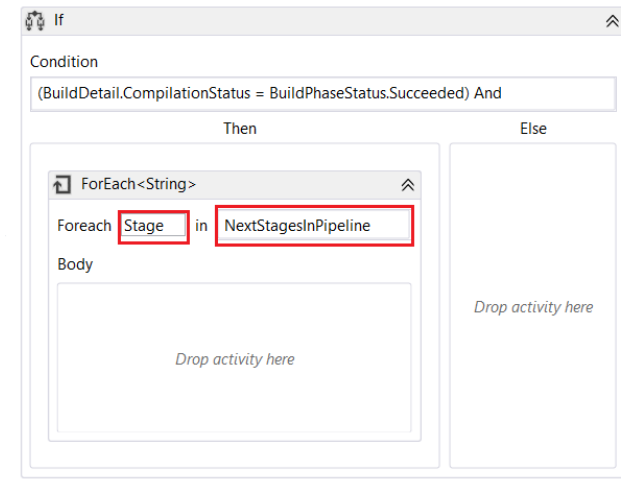 If
Condition
(BuildDetail.CompilationStatus = BuildPhaseStatus.Succeeded) And
Then
Else
ForEach<String>
Foreach Stage in NextStagesInPipeline
Body
Drop activity here
Drop activity here